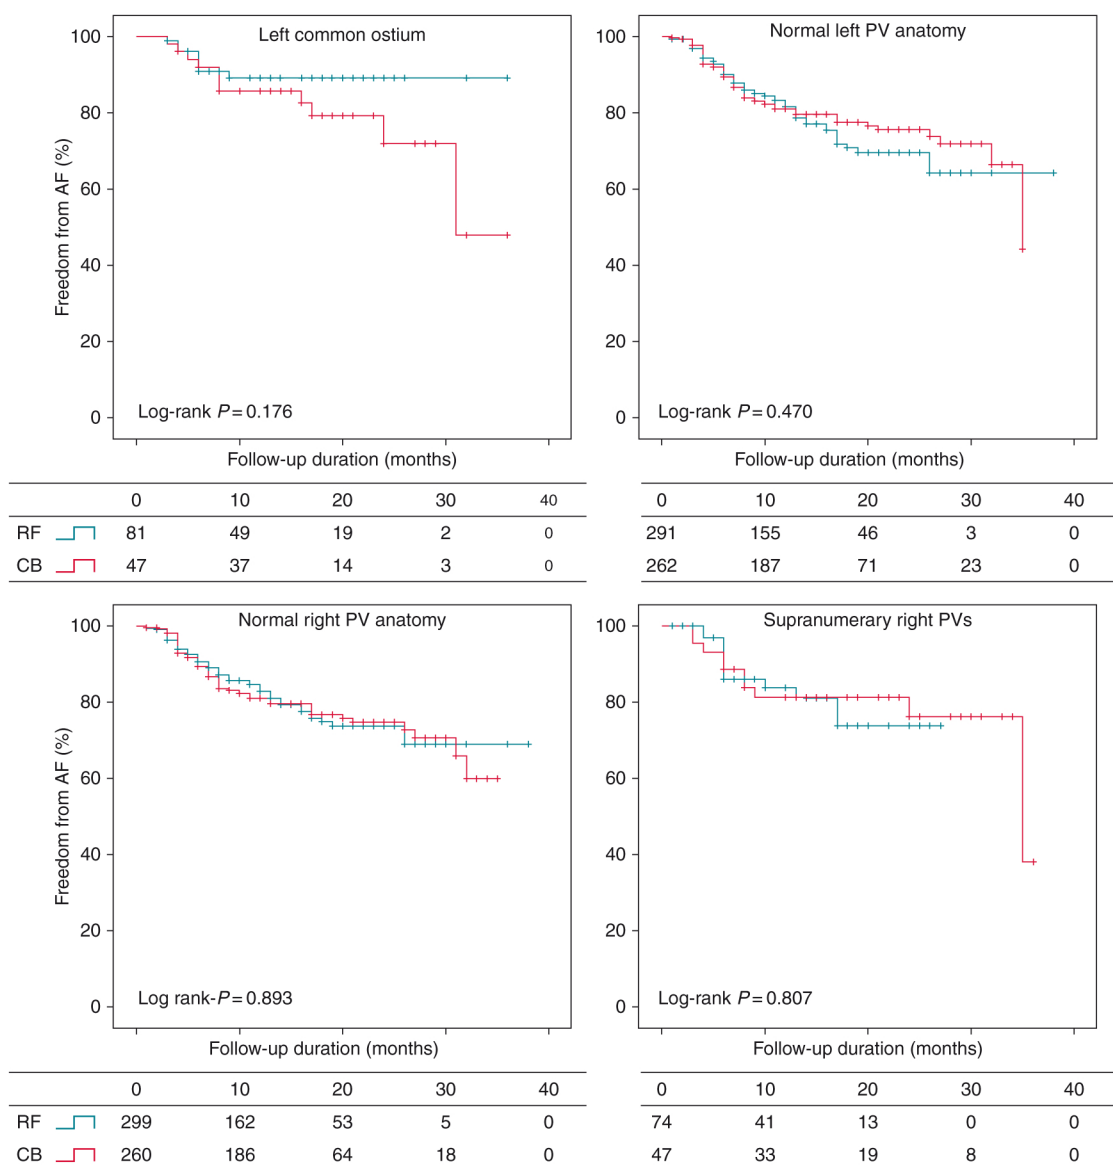 Left common ostium
Freedom from AF (%)
100
80
60
40
20
0
Log-rank P = 0.176
Follow-up duration (months)
0 10 20 30 40
RF 81 49 19 2 0
CB 47 37 14 3 0
Normal left PV anatomy
100
80
60
40
20
0
Log-rank P = 0.470
Follow-up duration (months)
0 10 20 30 40
291 155 46 3 0
262 187 71 23 0
Normal right PV anatomy
Freedom from AF (%)
100
80
60
40
20
0
Log rank-P = 0.893
Follow-up duration (months)
0 10 20 30 40
RF 299 162 53 5 0
CB 260 186 64 18 0
Supranumerary right PVs
100
80
60
40
20
0
Log-rank P = 0.807
Follow-up duration (months)
0 10 20 30 40
74 41 13 0 0
47 33 19 8 0